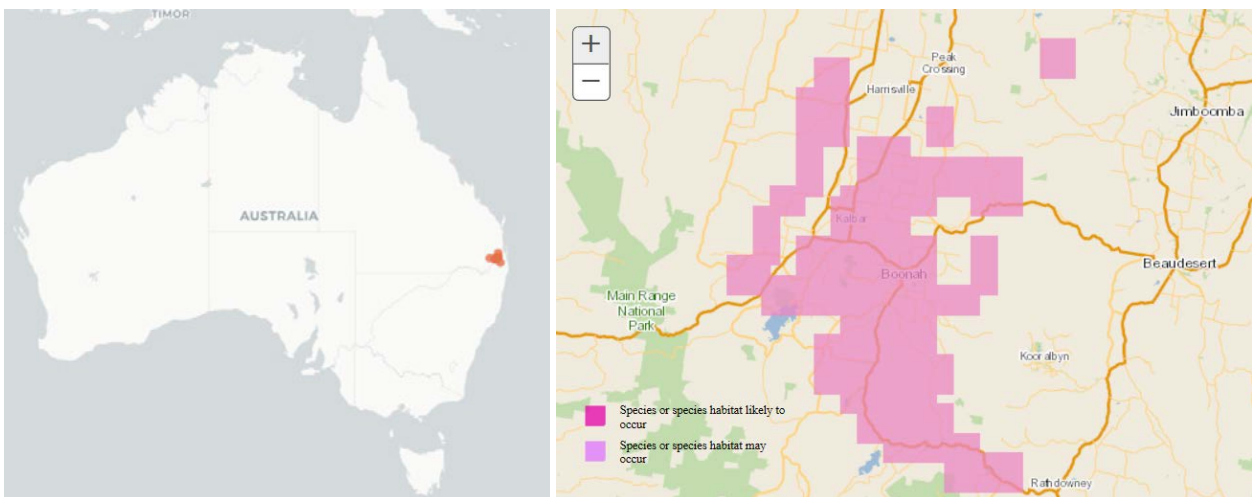 TIMOR
AUSTRALIA
+
−
Peak
Crossing
Harrisville
Jimboomba
Kalbar
Boonah
Beaudesert
Main Range
National
Park
Kooralbyn
Species or species habitat likely to
occur
Species or species habitat may
occur
Rathdowney